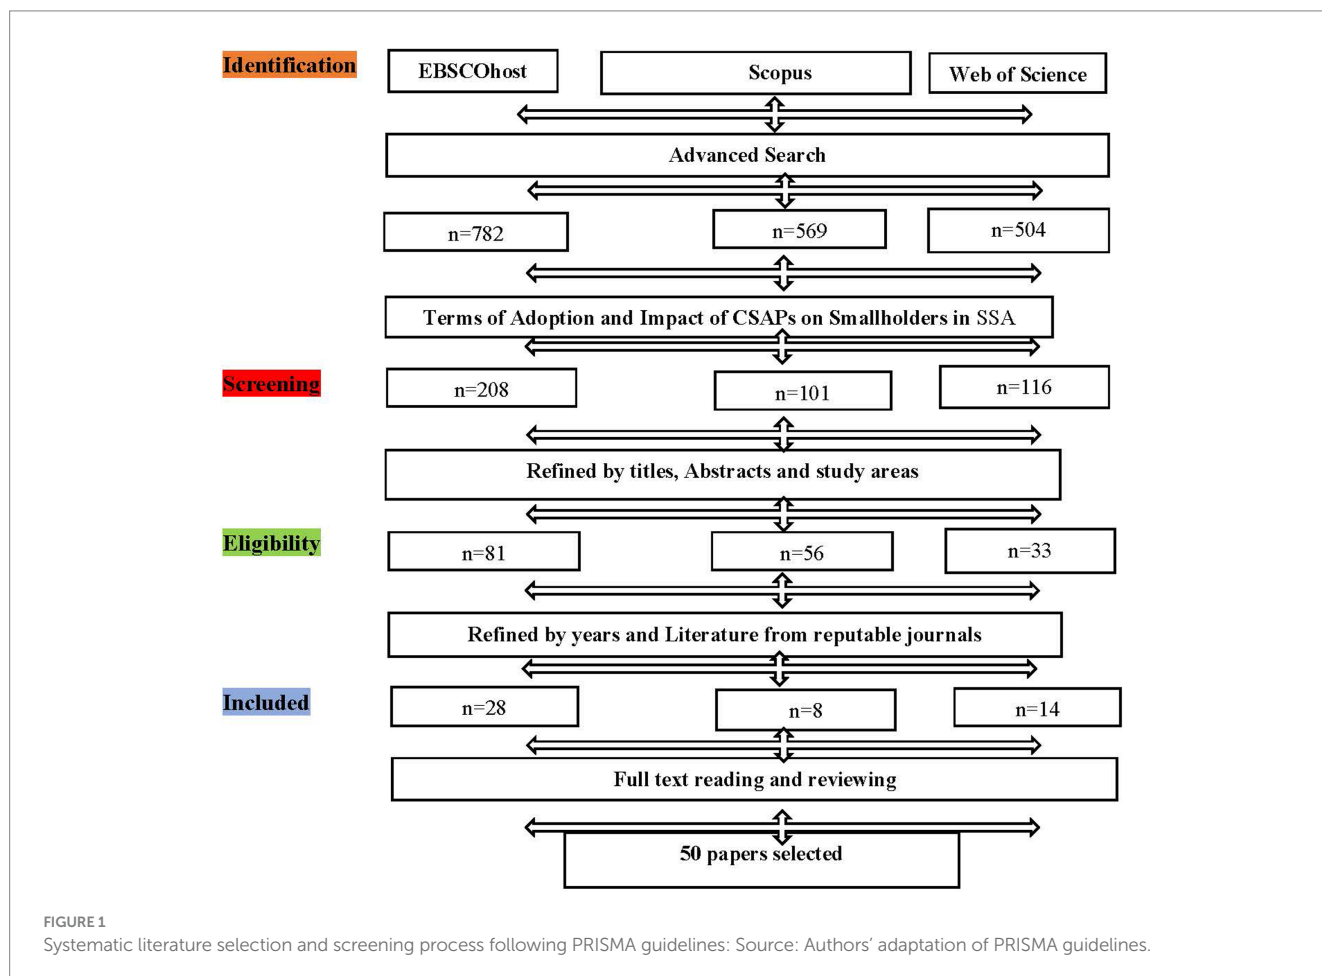 Identification
EBSCOhost
Scopus
Web of Science
Advanced Search
n=782
n=569
n=504
Terms of Adoption and Impact of CSAPs on Smallholders in SSA
Screening
n=208
n=101
n=116
Refined by titles, Abstracts and study areas
Eligibility
n=81
n=56
n=33
Refined by years and Literature from reputable journals
Included
n=28
n=8
n=14
Full text reading and reviewing
50 papers selected
FIGURE 1
Systematic literature selection and screening process following PRISMA guidelines: Source: Authors’ adaptation of PRISMA guidelines.